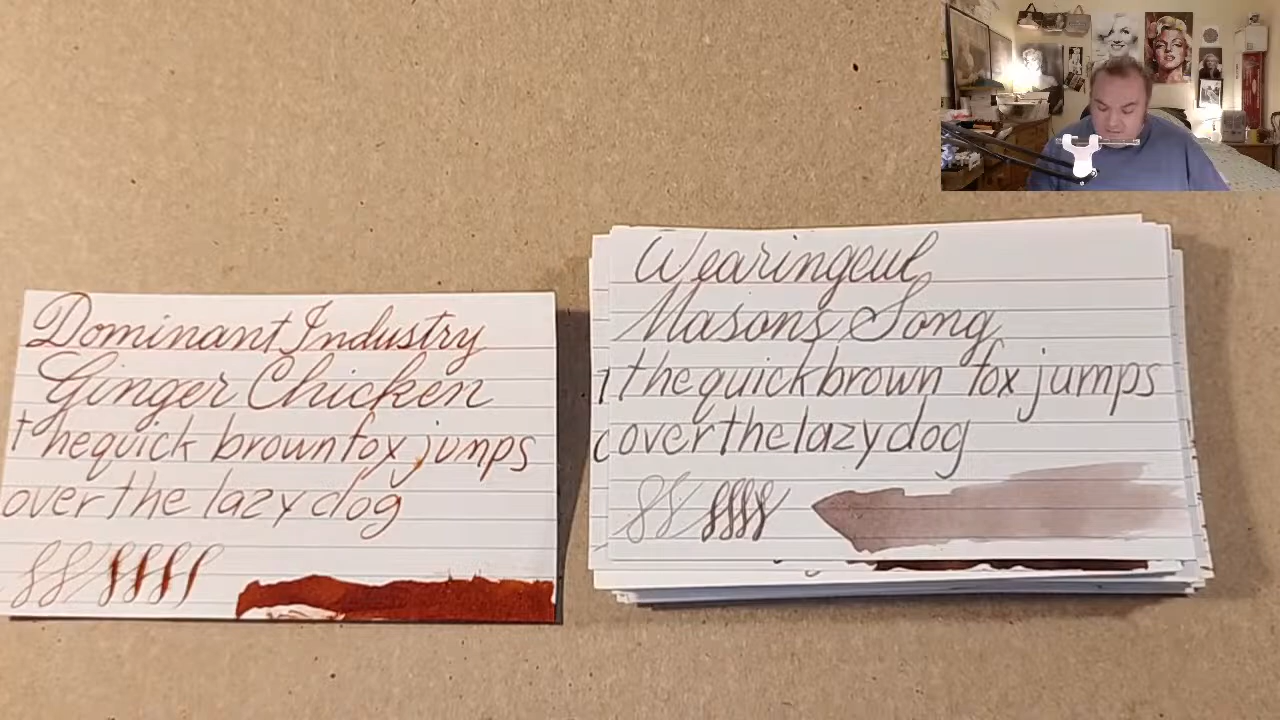 Dominant Industry
Ginger Chicken
the quick brown fox jumps
over the lazy dog
Wearingeul
Masons Song
the quick brown fox jumps
over the lazy dog